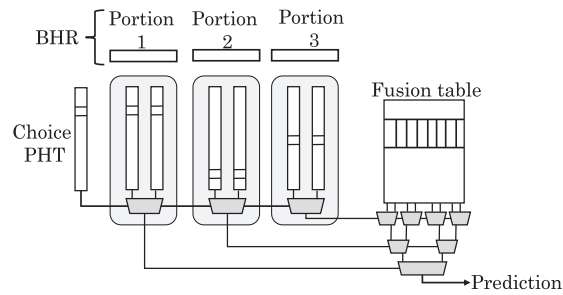 Portion Portion Portion
BHR 1 2 3
Fusion table
Choice
PHT
Prediction